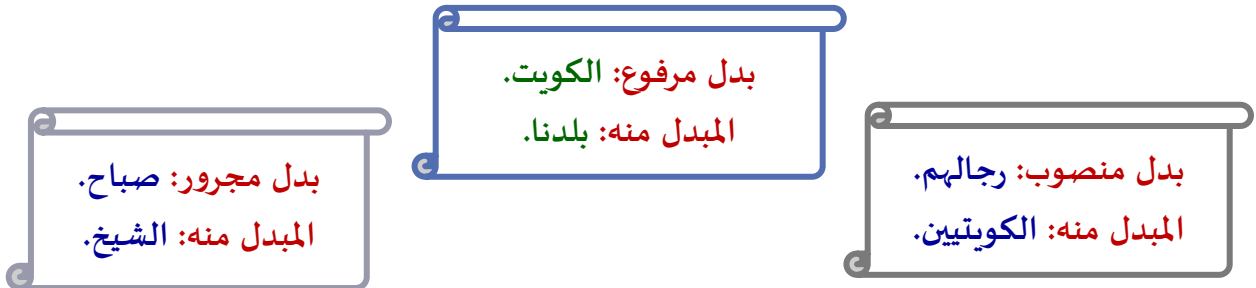 بدل مرفوع: الكويت.
المبدل منه: بلدنا.
بدل منصوب: رجالهم.
المبدل منه: الكويتيين.
بدل مجرور: صباح.
المبدل منه: الشيخ.